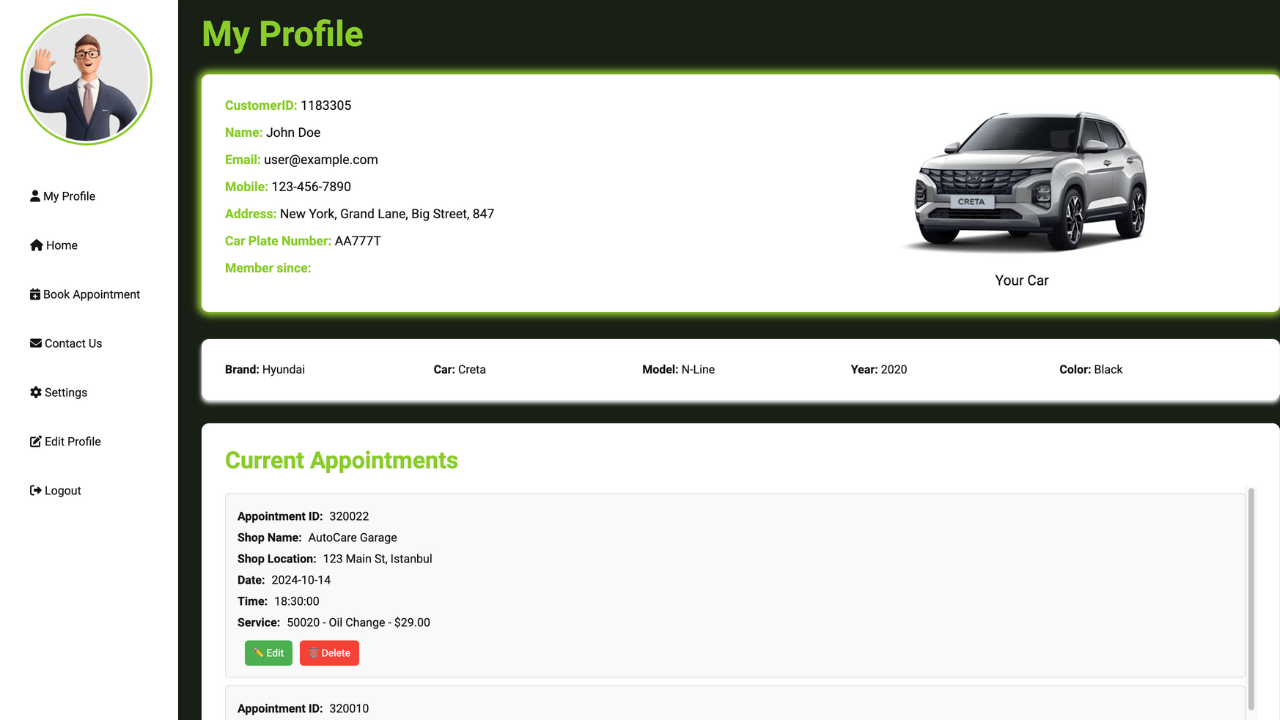 My Profile
CustomerID: 1183305
Name: John Doe
Email: user@example.com
Mobile: 123-456-7890
Address: New York, Grand Lane, Big Street, 847
Car Plate Number: AA777T
Member since:
CRETA
Your Car
My Profile
Home
Book Appointment
Contact Us
Settings
Edit Profile
Logout
Brand: Hyundai
Car: Creta
Model: N-Line
Year: 2020
Color: Black
Current Appointments
Appointment ID: 320022
Shop Name: AutoCare Garage
Shop Location: 123 Main St, Istanbul
Date: 2024-10-14
Time: 18:30:00
Service: 50020 - Oil Change - $29.00
Edit
Delete
Appointment ID: 320010